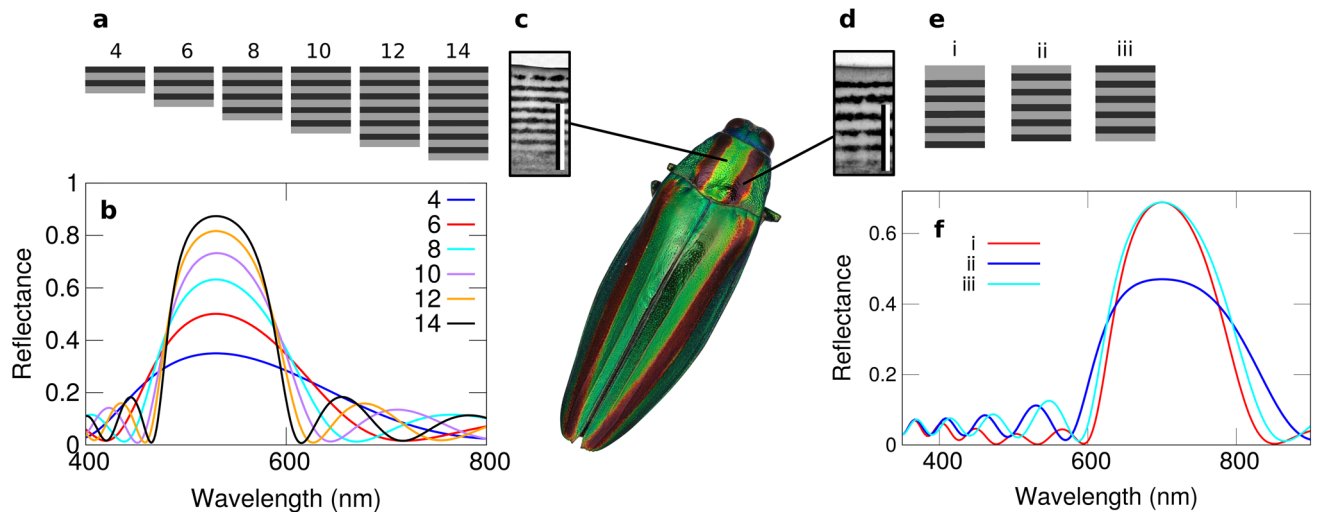 a
4 6 8 10 12 14
1
0.8
0.6
0.4
0.2
0
Reflectance
b
4
6
8
10
12
14
400 600 800
Wavelength (nm)
c
d
e
i ii iii
0.6
0.4
0.2
0
Reflectance
f
i
ii
iii
400 600 800
Wavelength (nm)